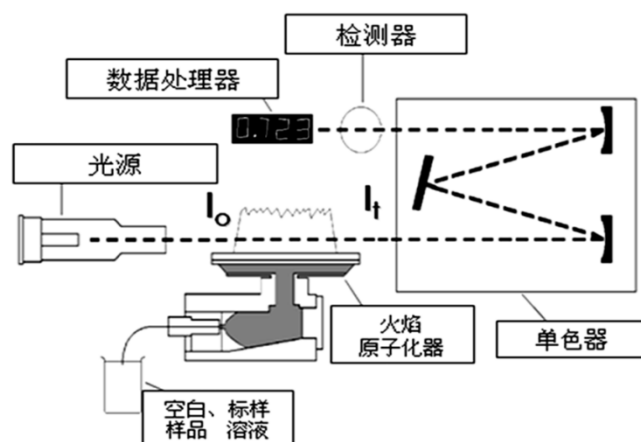 检测器
数据处理器
0.723
光源
Io
It
火焰
原子化器
单色器
空白、标样
样品 溶液